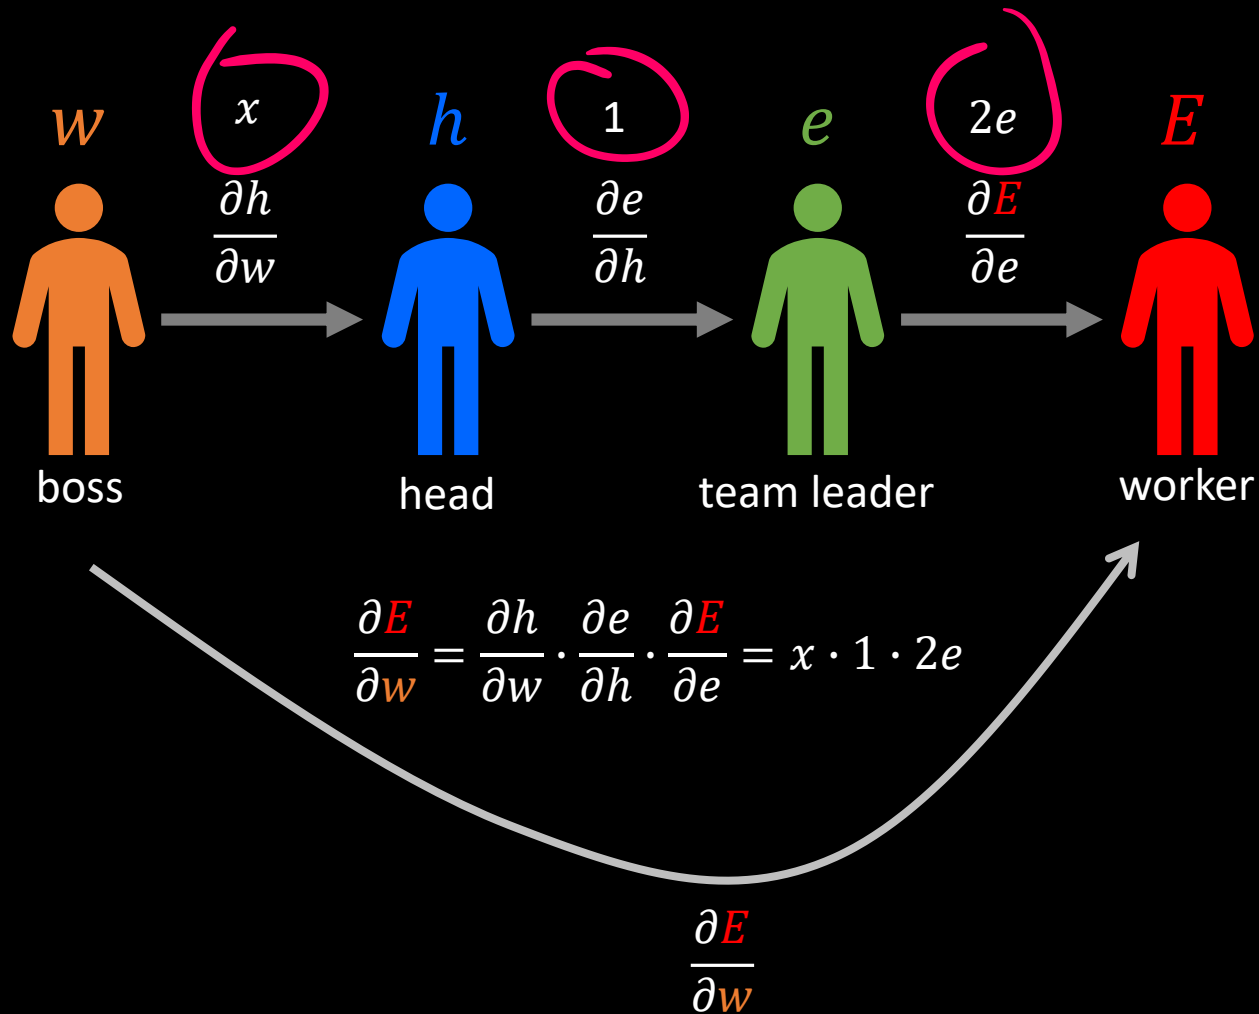 x 1 2e
w h e E
∂h/∂w ∂e/∂h ∂E/∂e
boss head team leader worker
∂E/∂w = ∂h/∂w · ∂e/∂h · ∂E/∂e = x · 1 · 2e
∂E/∂w